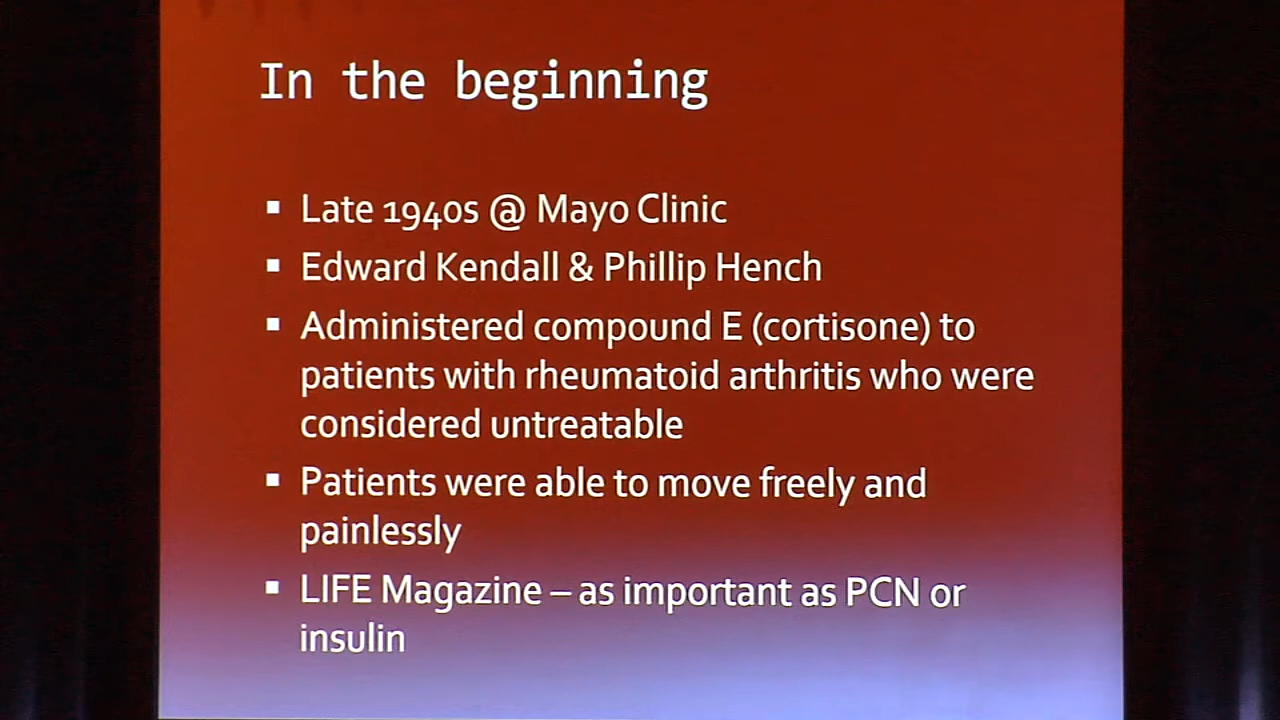 In the beginning
▪ Late 1940s @ Mayo Clinic
▪ Edward Kendall & Phillip Hench
▪ Administered compound E (cortisone) to
patients with rheumatoid arthritis who were
considered untreatable
▪ Patients were able to move freely and
painlessly
▪ LIFE Magazine – as important as PCN or
insulin